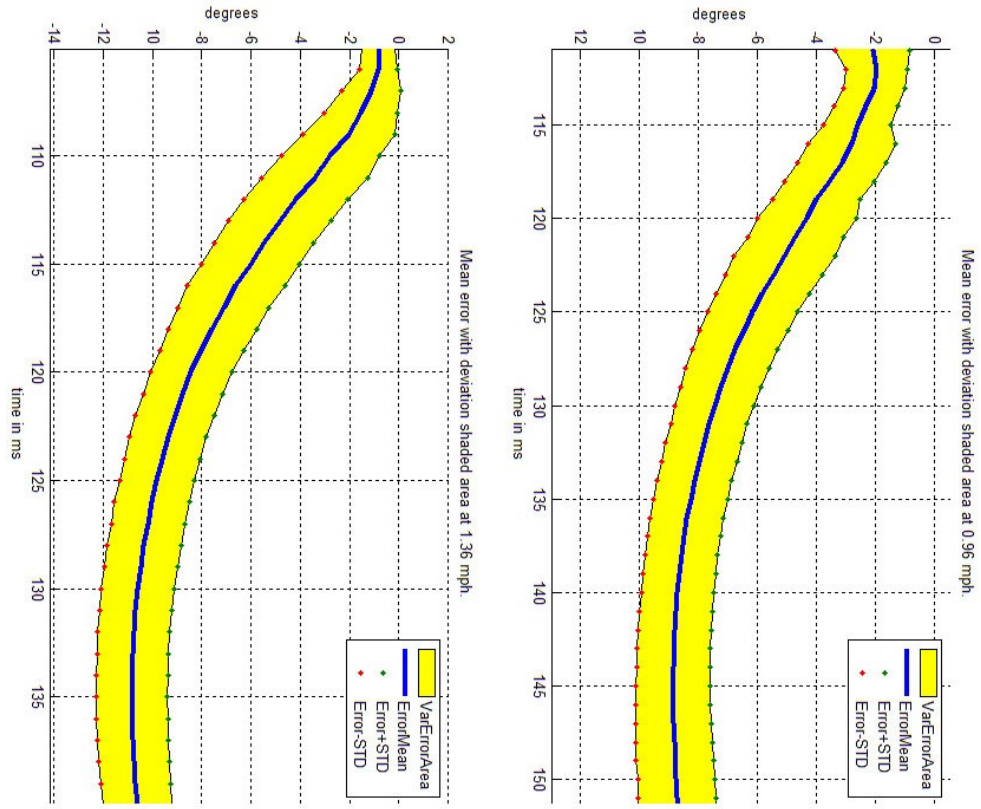 Mean error with deviation shaded area at 0.96 mph.
degrees
0
-2
-4
-6
-8
10
12
115
120
125
130
135
140
145
150
time in ms
VarErrorArea
ErrorMean
Error+STD
Error-STD
Mean error with deviation shaded area at 1.36 mph.
degrees
2
0
-2
-4
-6
-8
10
-12
-14
110
115
120
125
130
135
time in ms
VarErrorArea
ErrorMean
Error+STD
Error-STD